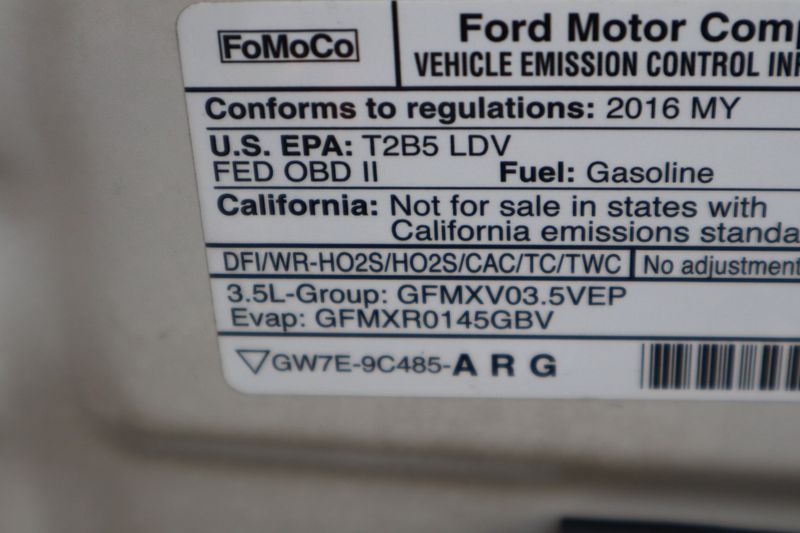 FoMoCo
Ford Motor Comp
VEHICLE EMISSION CONTROL INF
Conforms to regulations: 2016 MY
U.S. EPA: T2B5 LDV
FED OBD II Fuel: Gasoline
California: Not for sale in states with
California emissions standa
DFI/WR-HO2S/HO2S/CAC/TC/TWC No adjustment
3.5L-Group: GFMXV03.5VEP
Evap: GFMXR0145GBV
GW7E-9C485-A R G